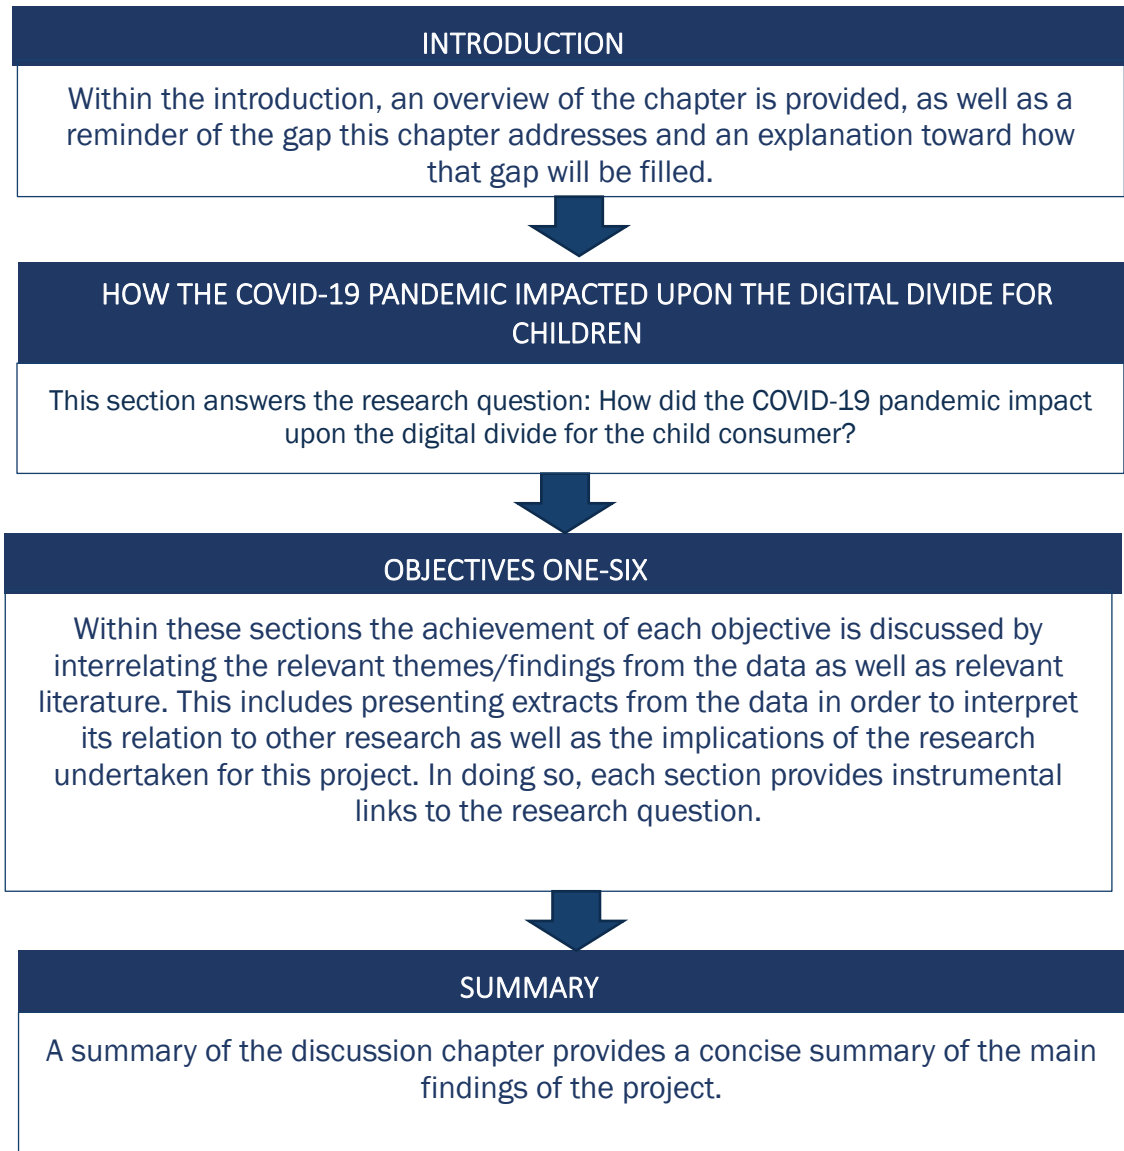 INTRODUCTION
Within the introduction, an overview of the chapter is provided, as well as a
reminder of the gap this chapter addresses and an explanation toward how
that gap will be filled.
HOW THE COVID-19 PANDEMIC IMPACTED UPON THE DIGITAL DIVIDE FOR
CHILDREN
This section answers the research question: How did the COVID-19 pandemic impact
upon the digital divide for the child consumer?
OBJECTIVES ONE-SIX
Within these sections the achievement of each objective is discussed by
interrelating the relevant themes/findings from the data as well as relevant
literature. This includes presenting extracts from the data in order to interpret
its relation to other research as well as the implications of the research
undertaken for this project. In doing so, each section provides instrumental
links to the research question.
SUMMARY
A summary of the discussion chapter provides a concise summary of the main
findings of the project.